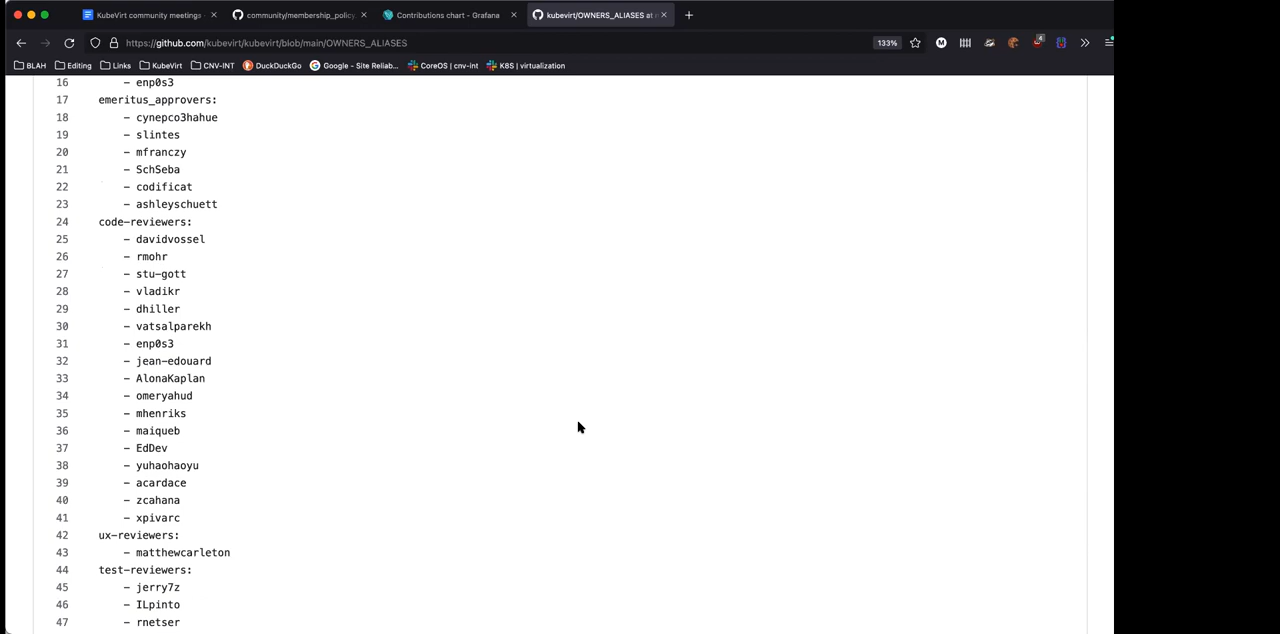 KubeVirt community meetings -
community/membership_policy.
Contributions chart - Grafana
kubevirt/OWNERS_ALIASES at m
https://github.com/kubevirt/kubevirt/blob/main/OWNERS_ALIASES
133%
4
BLAH
Editing
Links
KubeVirt
CNV-INT
DuckDuckGo
Google - Site Reliab...
CoreOS | cnv-int
K8S | virtualization
16 - enp0s3
17 emeritus_approvers:
18 - cynepco3hahue
19 - slintes
20 - mfranczy
21 - SchSeba
22 - codificat
23 - ashleyschuett
24 code-reviewers:
25 - davidvossel
26 - rmohr
27 - stu-gott
28 - vladikr
29 - dhiller
30 - vatsalparekh
31 - enp0s3
32 - jean-edouard
33 - AlonaKaplan
34 - omeryahud
35 - mhenriks
36 - maiqueb
37 - EdDev
38 - yuhaohaoyu
39 - acardace
40 - zcahana
41 - xpivarc
42 ux-reviewers:
43 - matthewcarleton
44 test-reviewers:
45 - jerry7z
46 - ILpinto
47 - rnetser